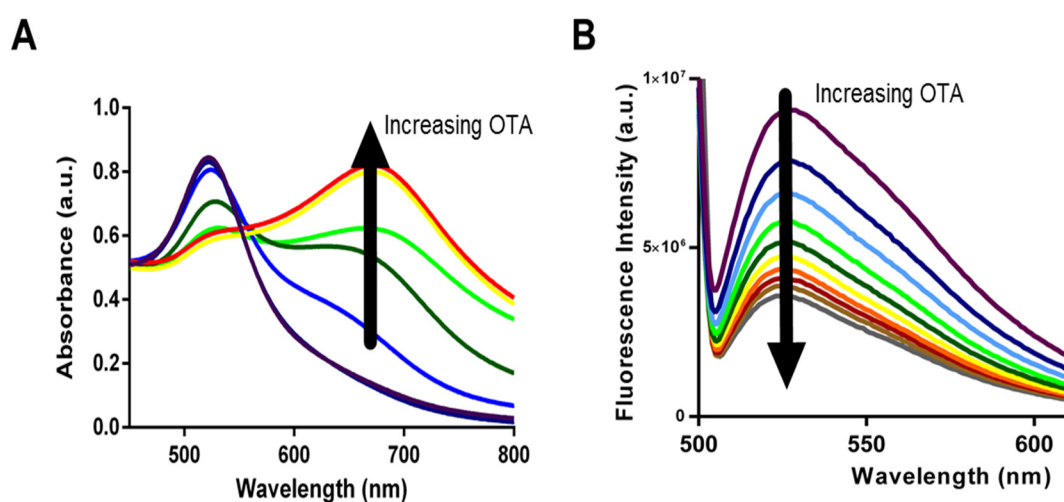 A
Increasing OTA
1.0
0.8
0.6
0.4
0.2
0.0
Absorbance (a.u.)
500 600 700 800
Wavelength (nm)
B
Increasing OTA
1×10⁷
5×10⁶
0
Fluorescence Intensity (a.u.)
500 550 600
Wavelength (nm)